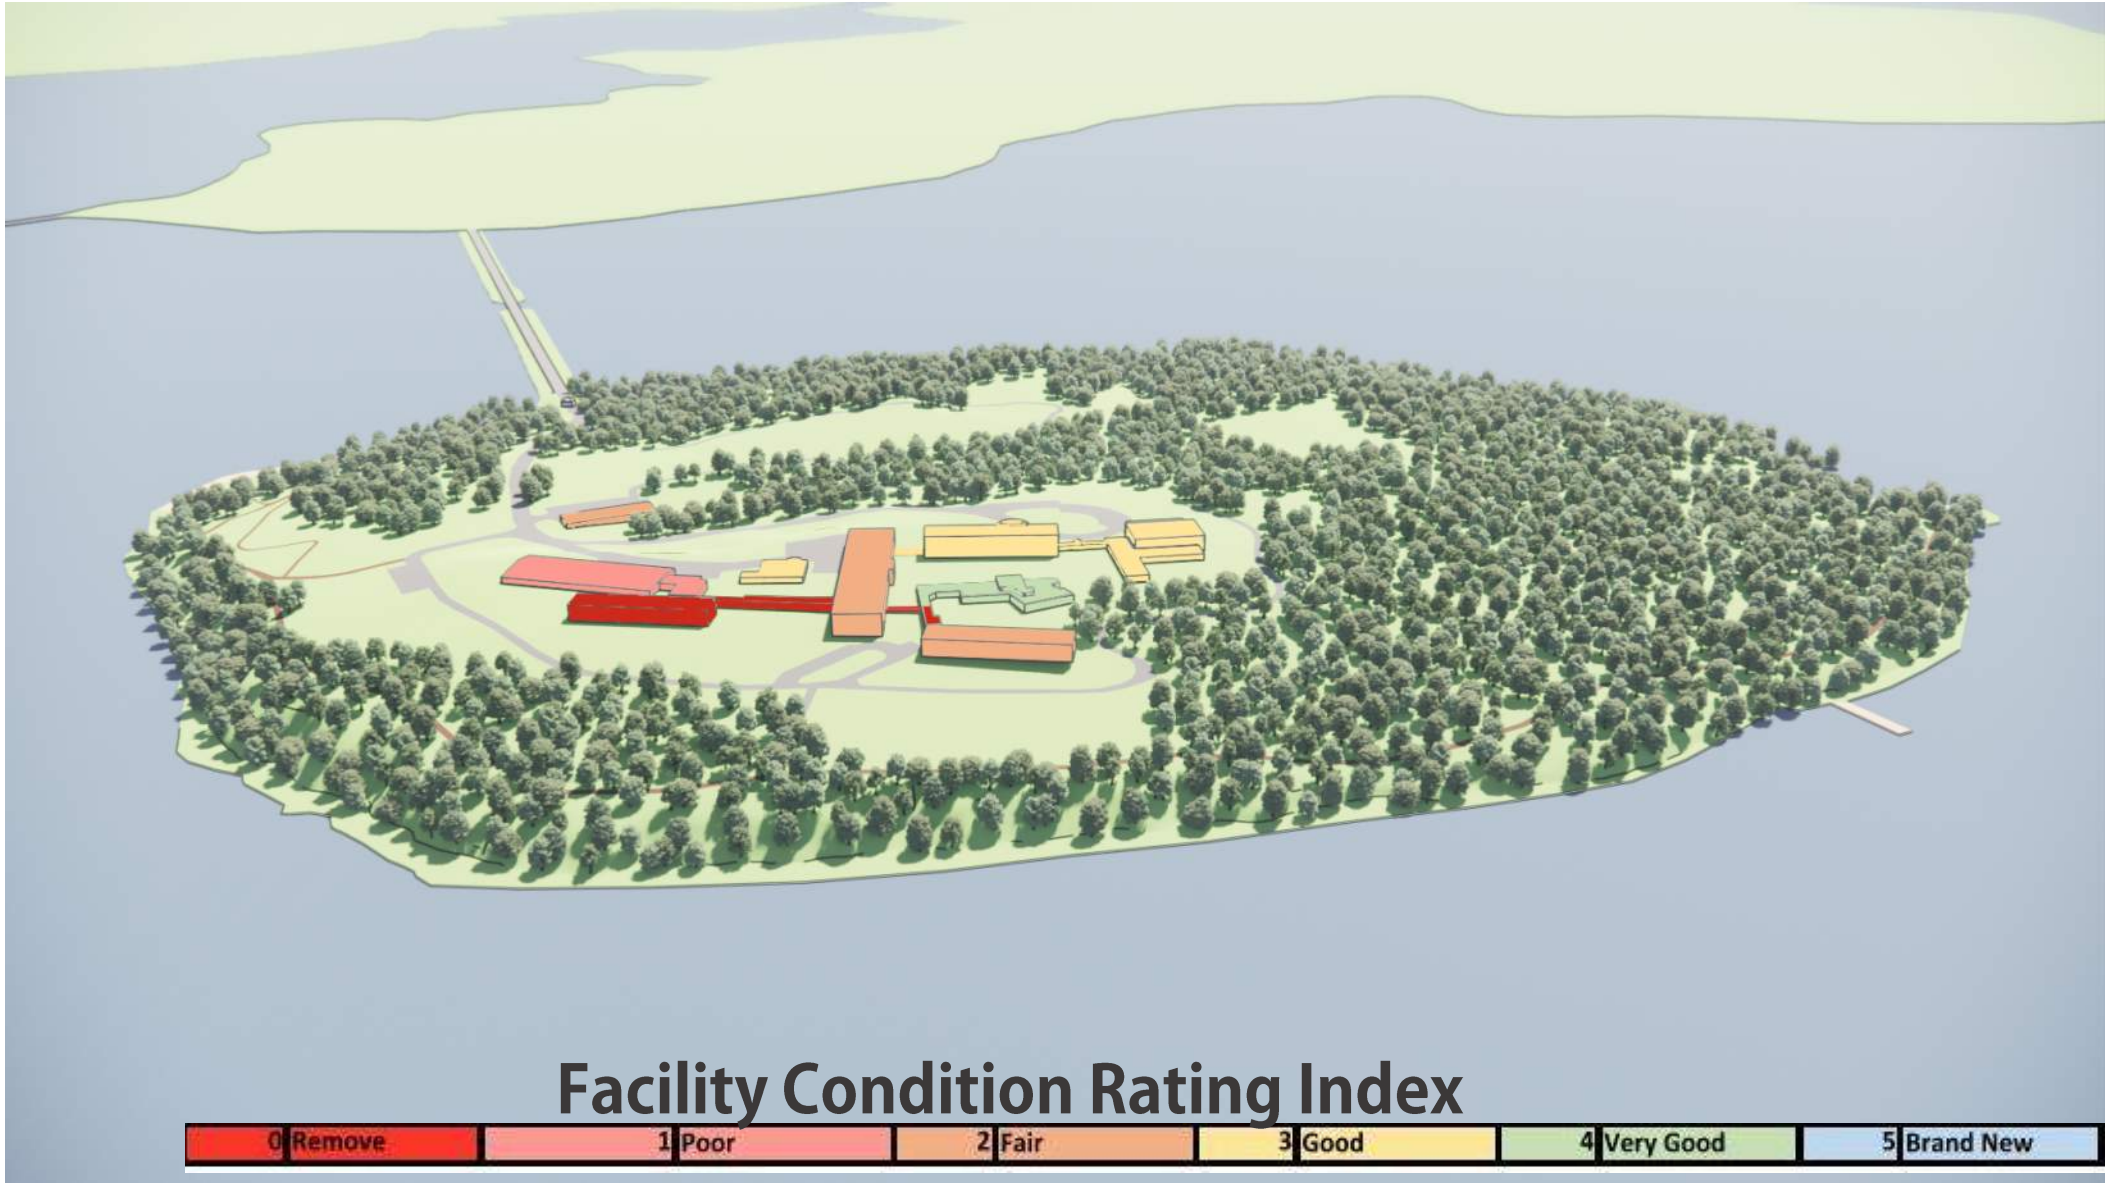 Facility Condition Rating Index
0 Remove 1 Poor 2 Fair 3 Good 4 Very Good 5 Brand New